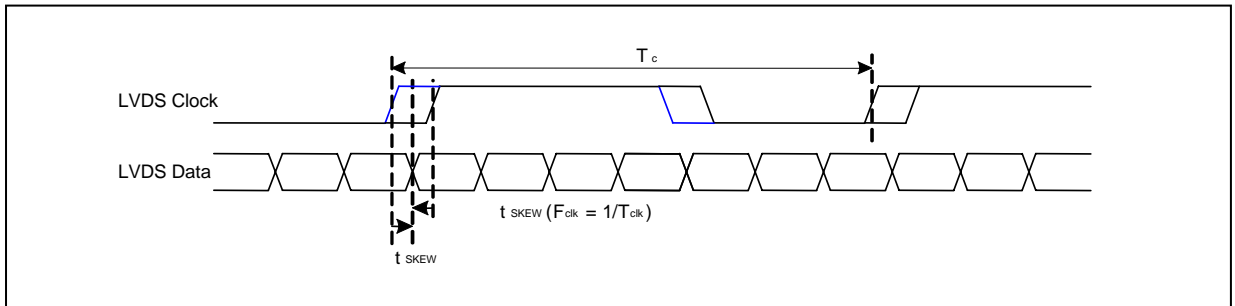 T c
LVDS Clock
LVDS Data
t SKEW (Fclk = 1/Tclk)
t SKEW